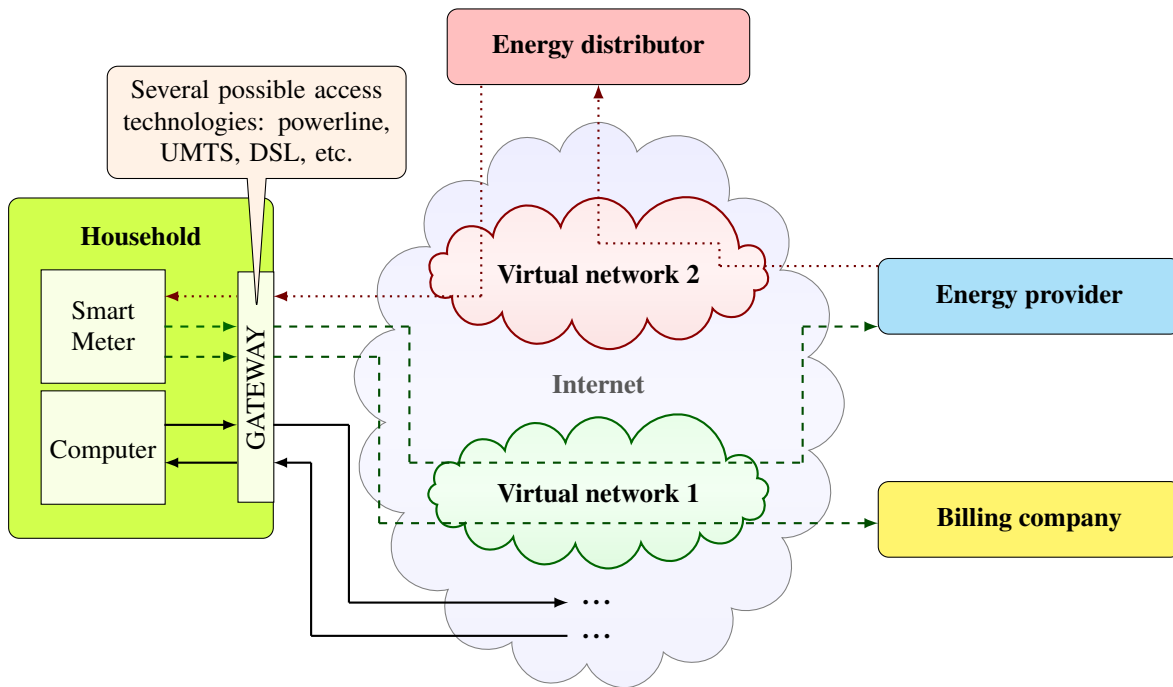 Energy distributor
Several possible access
technologies: powerline,
UMTS, DSL, etc.
Household
Smart
Meter
GATEWAY
Computer
Virtual network 2
Energy provider
Internet
Virtual network 1
Billing company
...
...